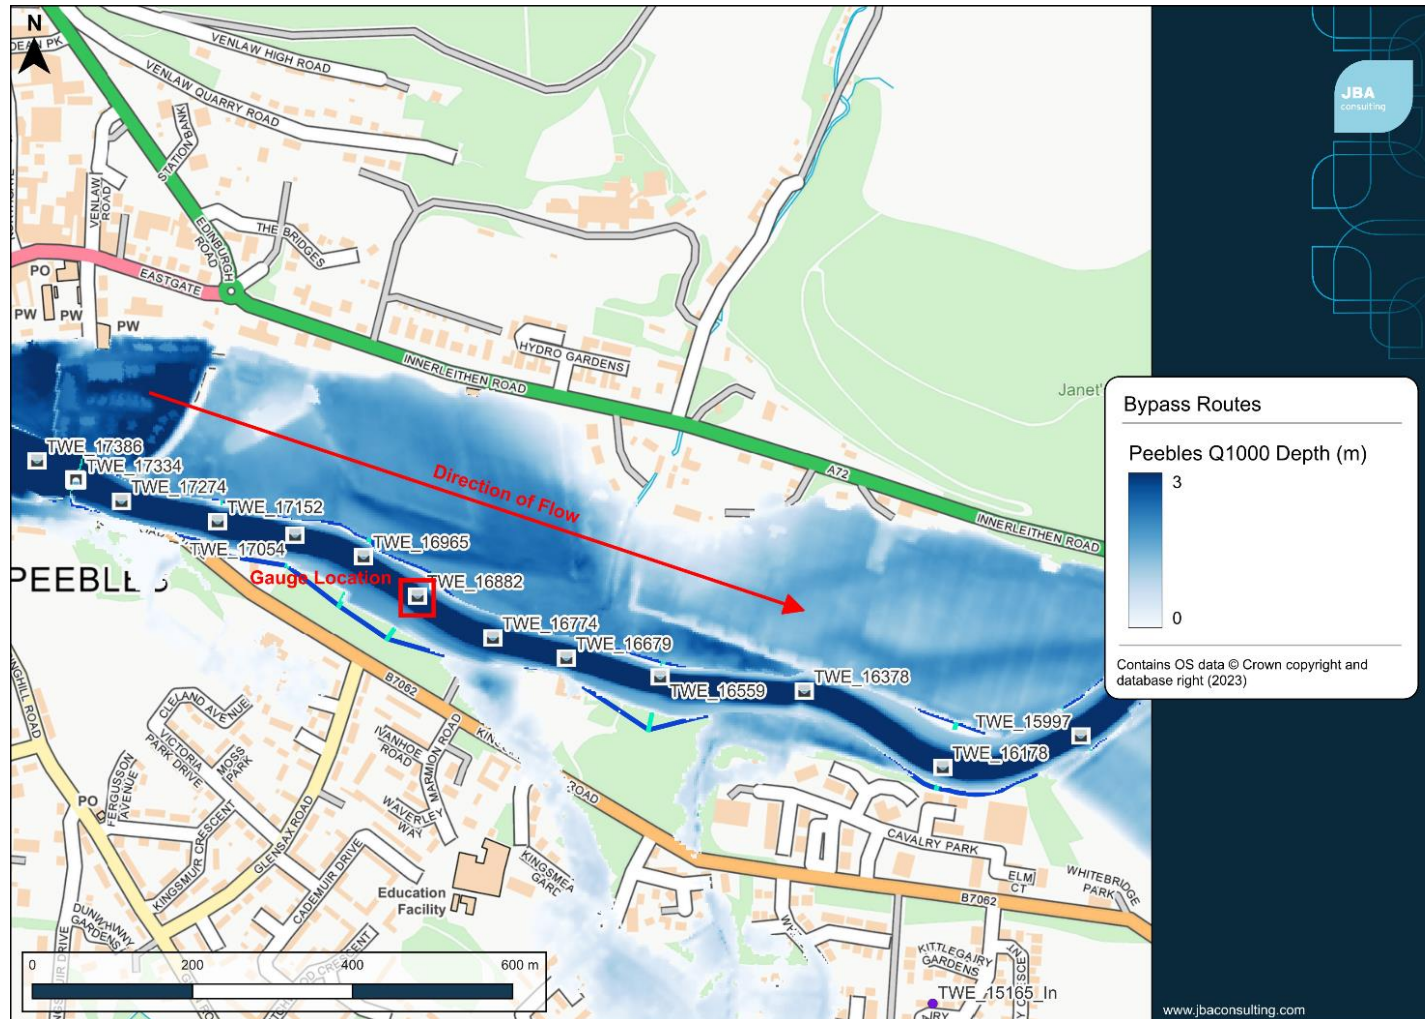 N
DEAN PK
VENLAW HIGH ROAD
VENLAW QUARRY ROAD
STATION BANK
VENLAW
ROAD
EDINBURGH
ROAD
THE BRIDGES
EASTGATE
PO
PW
PW
PW
HYDRO GARDENS
INNERLEITHEN ROAD
Janet'
A72
INNERLEITHEN ROAD
JBA
consulting
Bypass Routes
Peebles Q1000 Depth (m)
3
0
Contains OS data © Crown copyright and
database right (2023)
Direction of Flow
TWE_17386
TWE_17334
TWE_17274
TWE_17152
TWE_17054
TWE_16965
Gauge Location
TWE_16882
TWE_16774
TWE_16679
TWE_16559
TWE_16378
TWE_15997
TWE_16178
PEEBLES
B7062
CLELAND AVENUE
VICTORIA
PARK DRIVE
MOSS
PARK
FERGUSSON
AVENUE
PO
KINGSMUIR CRESCENT
GLENSAX ROAD
IVANHOE
ROAD
MARMION ROAD
WAVERLEY
WAY
CADEMUIR DRIVE
ROAD
Education
Facility
CAVALRY PARK
ELM
CT
WHITEBRIDGE
PARK
B7062
KITTLEGAIRY
GARDENS
TWE_15165_In
0
200
400
600 m
www.jbaconsulting.com